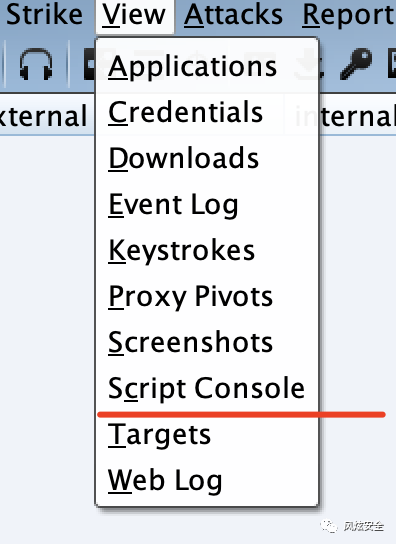 Strike View Attacks Report
Applications
xternal internal
Credentials
Downloads
Event Log
Keystrokes
Proxy Pivots
Screenshots
Script Console
Targets
Web Log
风炫安全